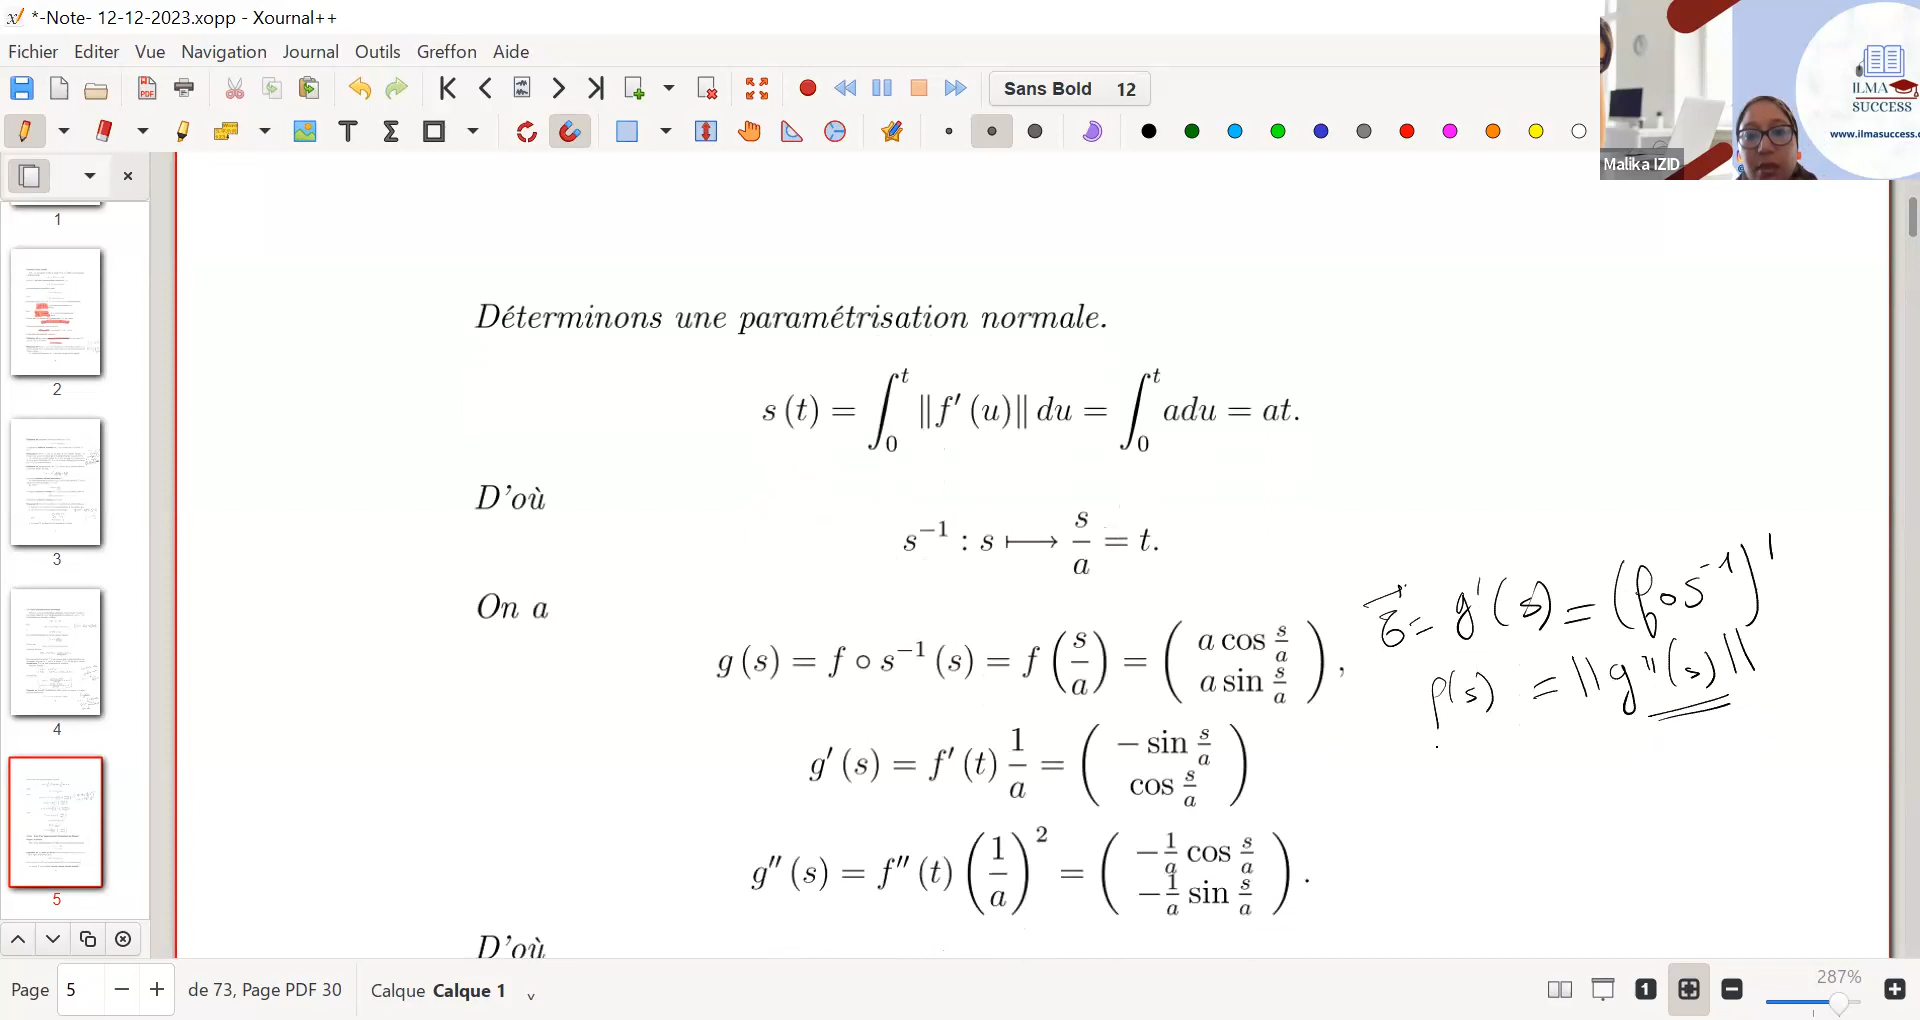 *-Note- 12-12-2023.xopp - Xournal++
Fichier Editer Vue Navigation Journal Outils Greffon Aide
Sans Bold 12
ILMA
SUCCESS
www.ilmasuccess.c
Malika IZID
1
2
3
4
5
Déterminons une paramétrisation normale.
s (t) = ∫₀ᵗ ‖f′ (u)‖ du = ∫₀ᵗ adu = at.
D'où
s⁻¹ : s ⟼ s/a = t.
On a
g (s) = f ∘ s⁻¹ (s) = f (s/a) = ( a cos s/a ; a sin s/a ),
g′ (s) = f′ (t) 1/a = ( − sin s/a ; cos s/a )
g″ (s) = f″ (t) (1/a)² = ( −1/a cos s/a ; −1/a sin s/a ).
D'où
= g'(s) = (f∘s⁻¹)'
ρ(s) = ||g"(s)||
Page 5 de 73, Page PDF 30 Calque Calque 1
287%